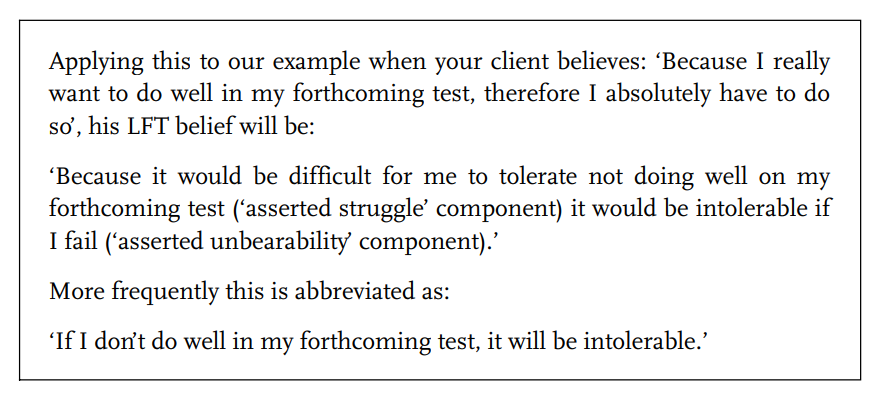 Applying this to our example when your client believes: ‘Because I really
want to do well in my forthcoming test, therefore I absolutely have to do
so’, his LFT belief will be:
‘Because it would be difficult for me to tolerate not doing well on my
forthcoming test (‘asserted struggle’ component) it would be intolerable if
I fail (‘asserted unbearability’ component).’
More frequently this is abbreviated as:
‘If I don’t do well in my forthcoming test, it will be intolerable.’